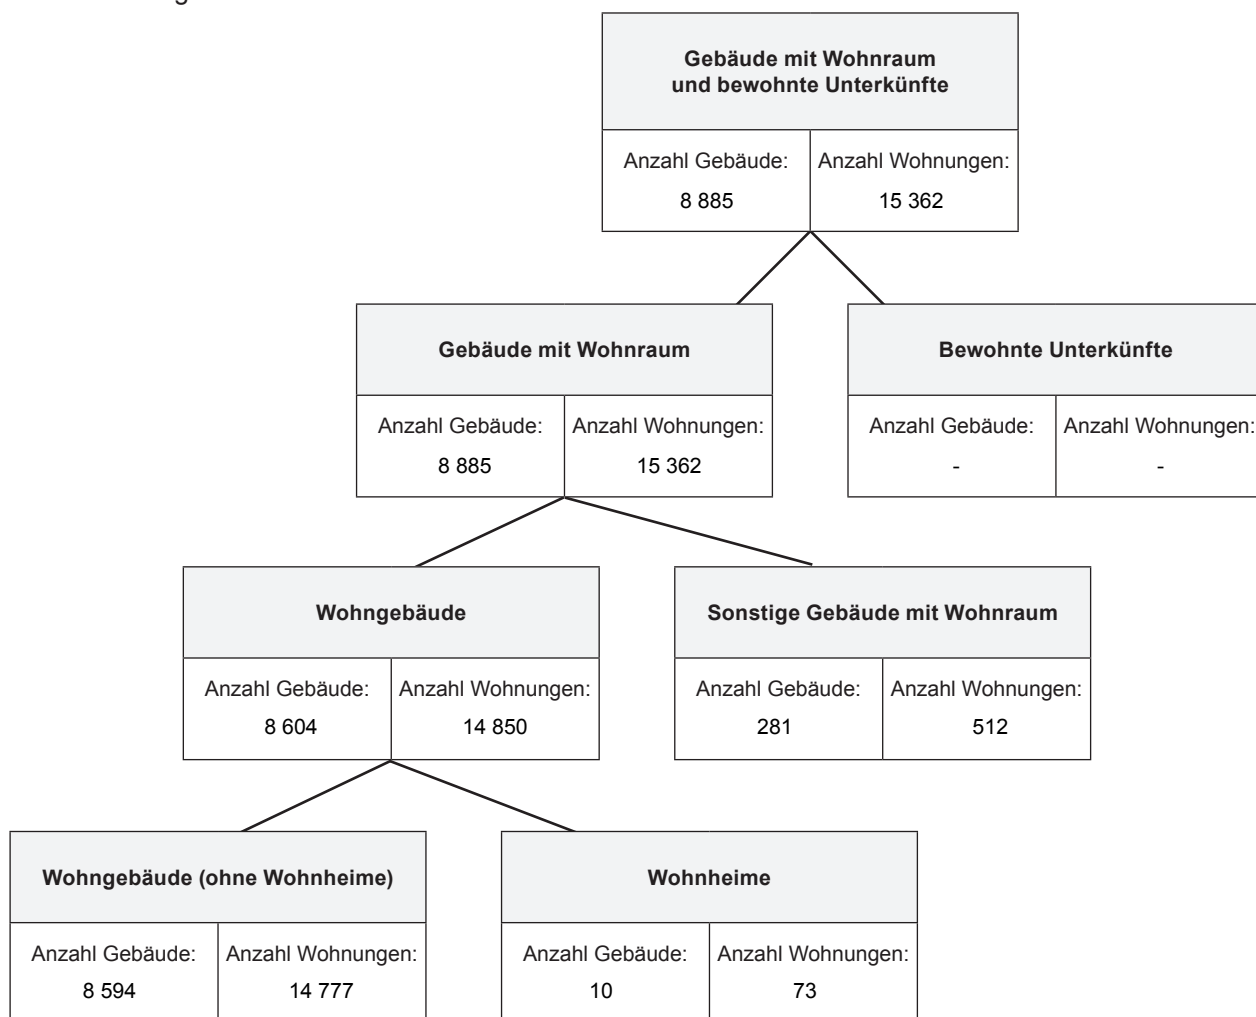 Gebäude mit Wohnraum
und bewohnte Unterkünfte
Anzahl Gebäude:
8 885
Anzahl Wohnungen:
15 362
Gebäude mit Wohnraum
Anzahl Gebäude:
8 885
Anzahl Wohnungen:
15 362
Bewohnte Unterkünfte
Anzahl Gebäude:
-
Anzahl Wohnungen:
-
Wohngebäude
Anzahl Gebäude:
8 604
Anzahl Wohnungen:
14 850
Sonstige Gebäude mit Wohnraum
Anzahl Gebäude:
281
Anzahl Wohnungen:
512
Wohngebäude (ohne Wohnheime)
Anzahl Gebäude:
8 594
Anzahl Wohnungen:
14 777
Wohnheime
Anzahl Gebäude:
10
Anzahl Wohnungen:
73